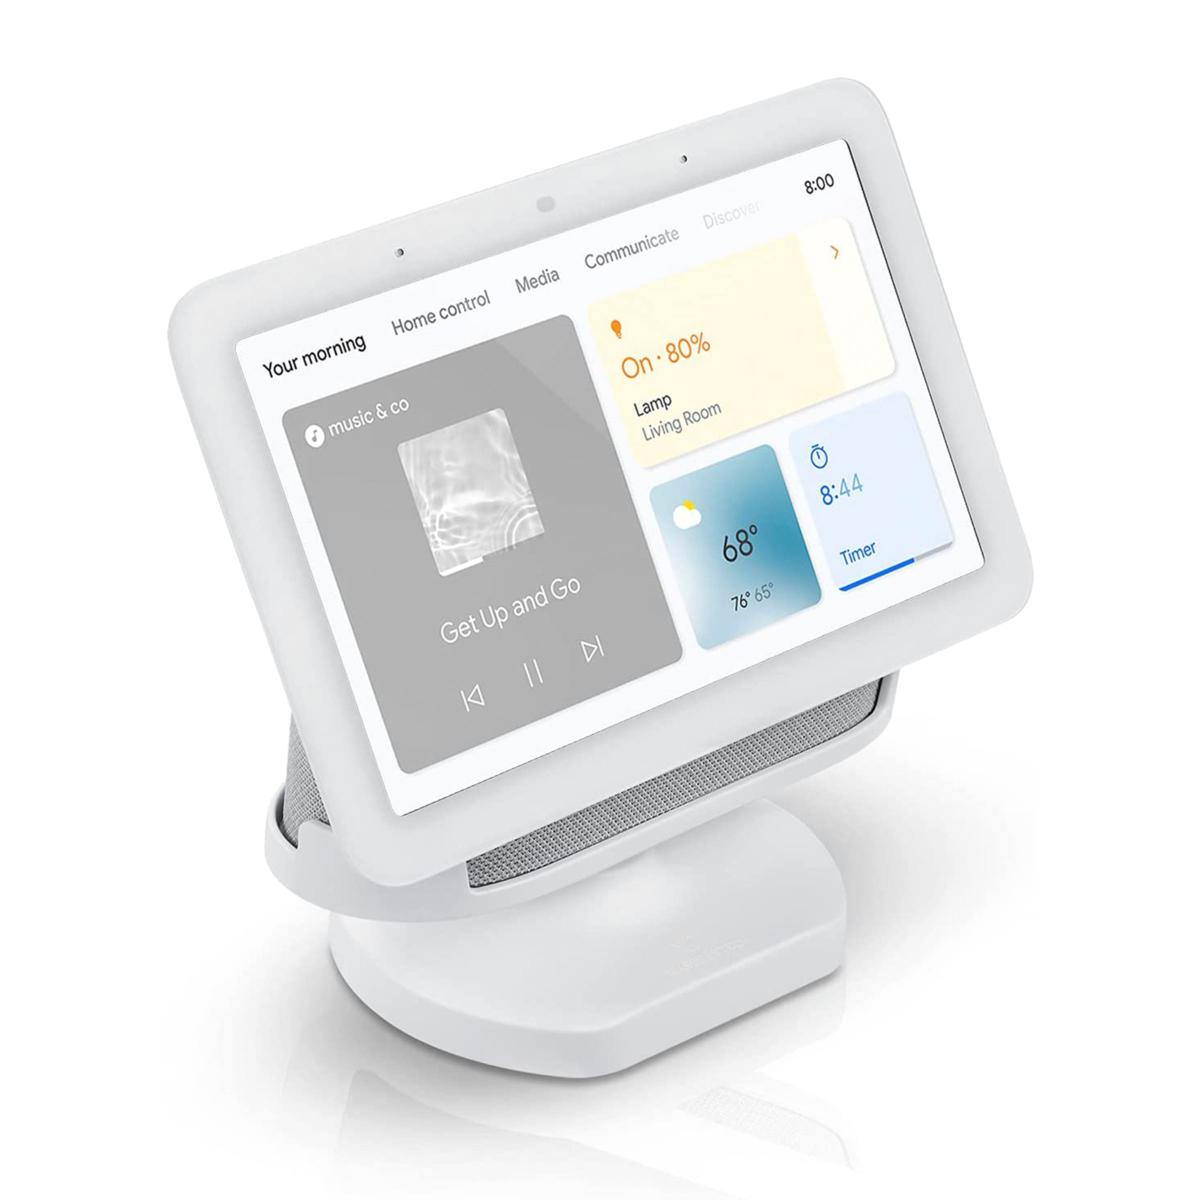 8:00
Your morning Home control Media Communicate Discover
music & co
Get Up and Go
On · 80%
Lamp
Living Room
68°
76° 65°
8:44
Timer